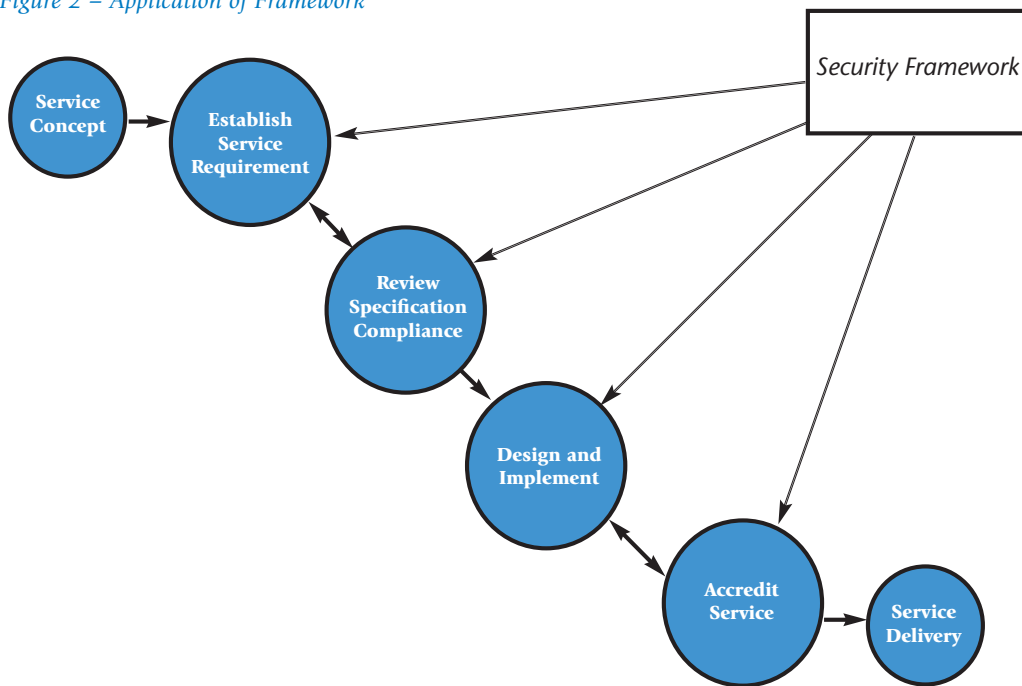 Figure 2 – Application of Framework
Security Framework
Service
Concept
Establish
Service
Requirement
Review
Specification
Compliance
Design and
Implement
Accredit
Service
Service
Delivery